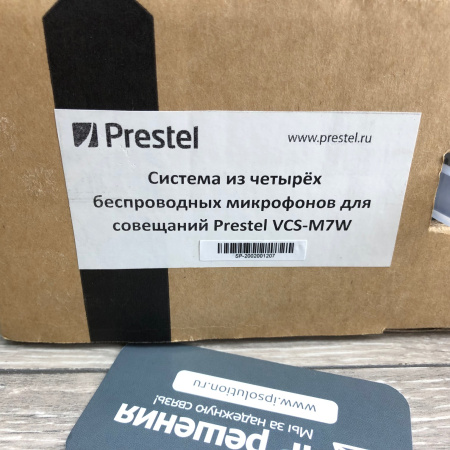 Prestel
www.prestel.ru
Система из четырёх
беспроводных микрофонов для
совещаний Prestel VCS-M7W
SP-2002001207
www.ipsolution.ru
Мы за надежную связь!
решения